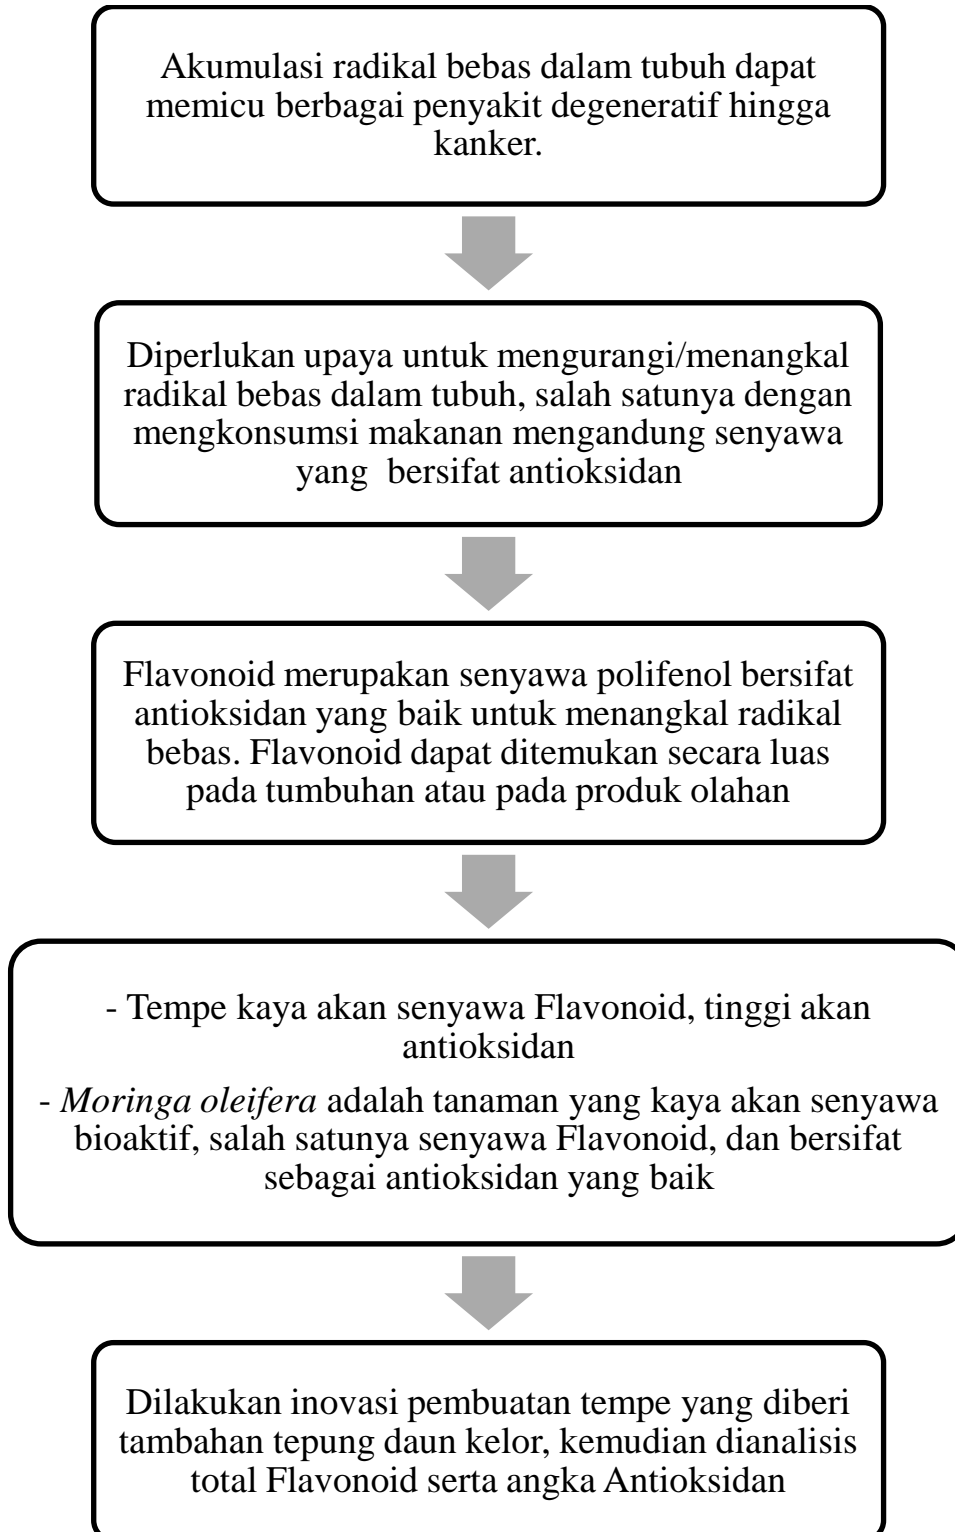 Akumulasi radikal bebas dalam tubuh dapat
memicu berbagai penyakit degeneratif hingga
kanker.
Diperlukan upaya untuk mengurangi/menangkal
radikal bebas dalam tubuh, salah satunya dengan
mengkonsumsi makanan mengandung senyawa
yang  bersifat antioksidan
Flavonoid merupakan senyawa polifenol bersifat
antioksidan yang baik untuk menangkal radikal
bebas. Flavonoid dapat ditemukan secara luas
pada tumbuhan atau pada produk olahan
- Tempe kaya akan senyawa Flavonoid, tinggi akan
antioksidan
- Moringa oleifera adalah tanaman yang kaya akan senyawa
bioaktif, salah satunya senyawa Flavonoid, dan bersifat
sebagai antioksidan yang baik
Dilakukan inovasi pembuatan tempe yang diberi
tambahan tepung daun kelor, kemudian dianalisis
total Flavonoid serta angka Antioksidan